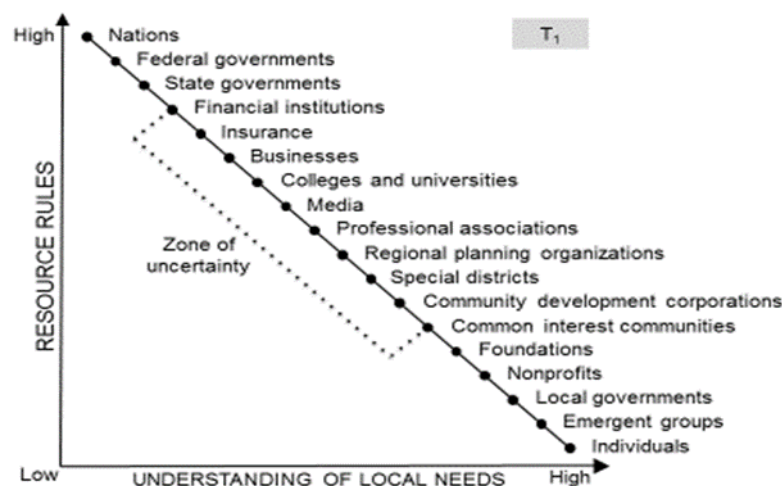 High
T1
Nations
Federal governments
State governments
Financial institutions
Insurance
Businesses
Colleges and universities
Media
Professional associations
Zone of
uncertainty
Regional planning organizations
Special districts
Community development corporations
Common interest communities
Foundations
Nonprofits
Local governments
Emergent groups
Individuals
RESOURCE RULES
Low
UNDERSTANDING OF LOCAL NEEDS
High